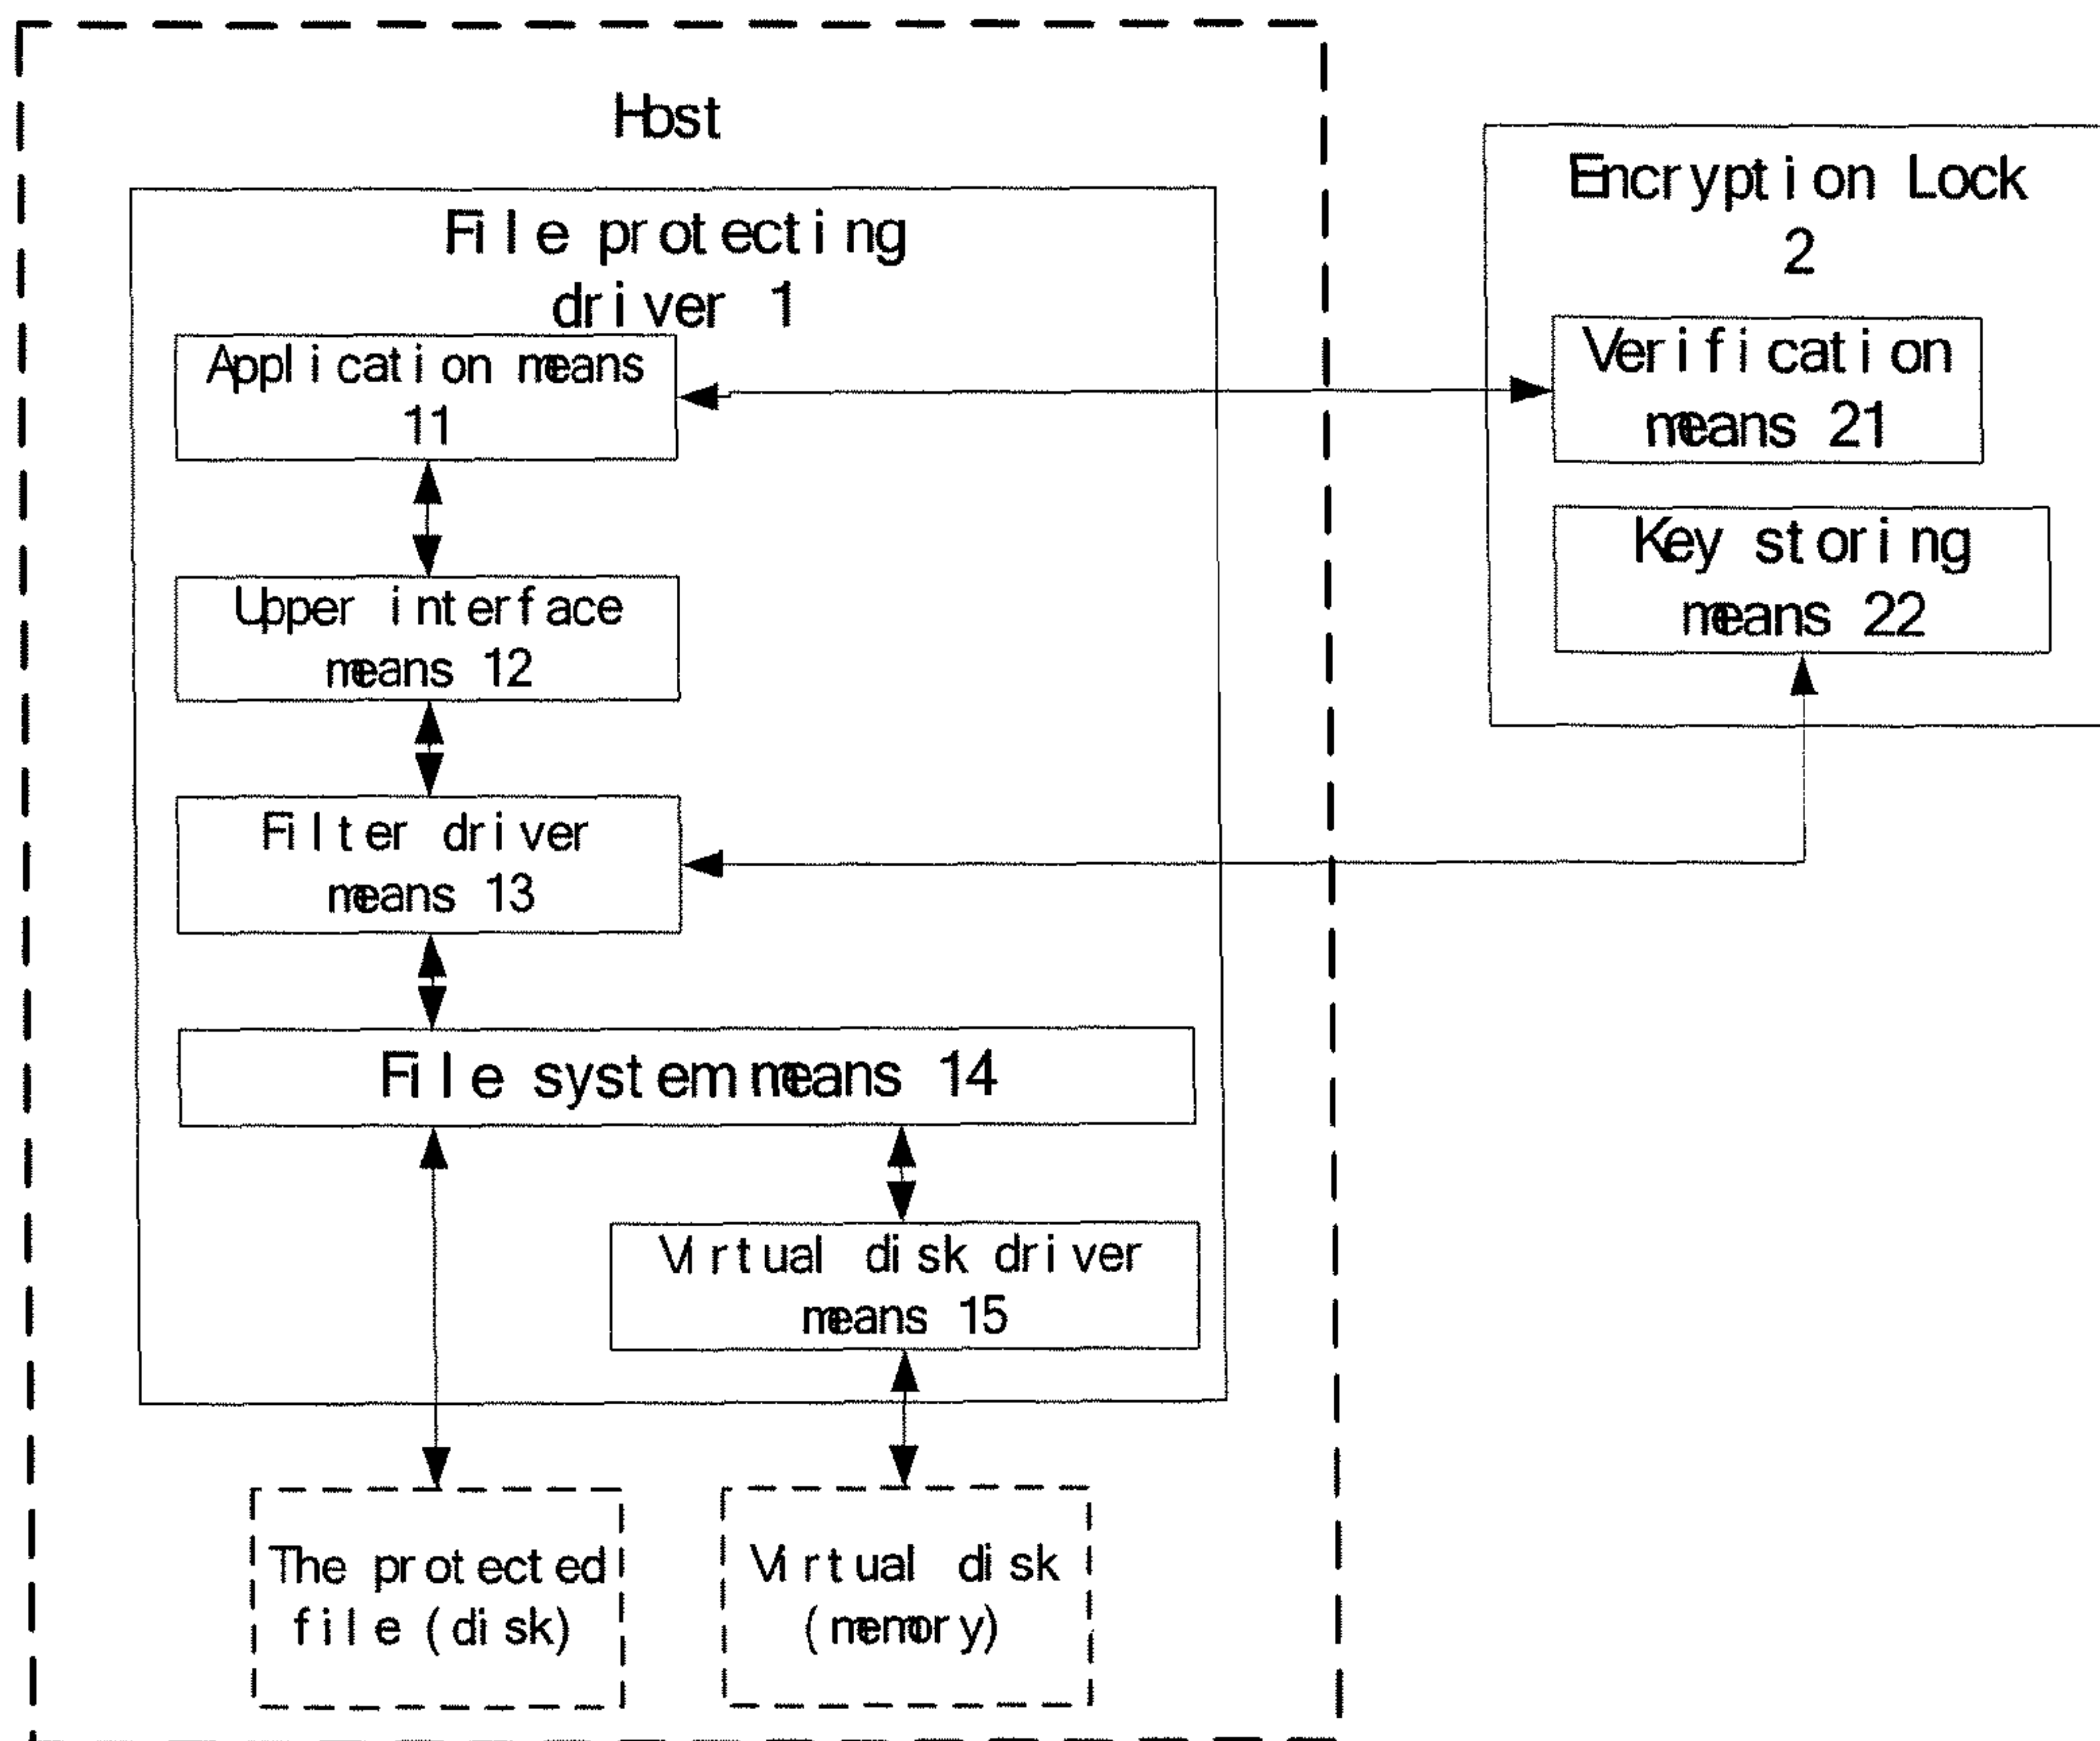 Host
File protecting
driver 1
Application means
11
Upper interface
means 12
Filter driver
means 13
File system means 14
Virtual disk driver
means 15
The protected
file (disk)
Virtual disk
(memory)
Encryption Lock
2
Verification
means 21
Key storing
means 22